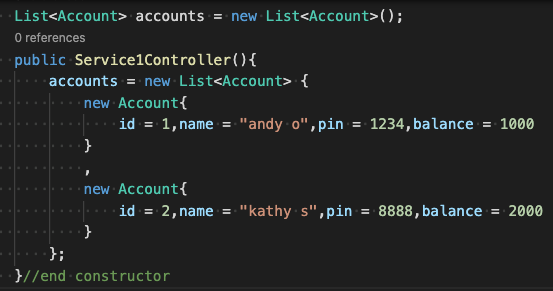 List<Account> accounts = new List<Account>();
0 references
public Service1Controller(){
    accounts = new List<Account> {
        new Account{
            id = 1,name = "andy o",pin = 1234,balance = 1000
        }
        ,
        new Account{
            id = 2,name = "kathy s",pin = 8888,balance = 2000
        }
    };
}//end constructor